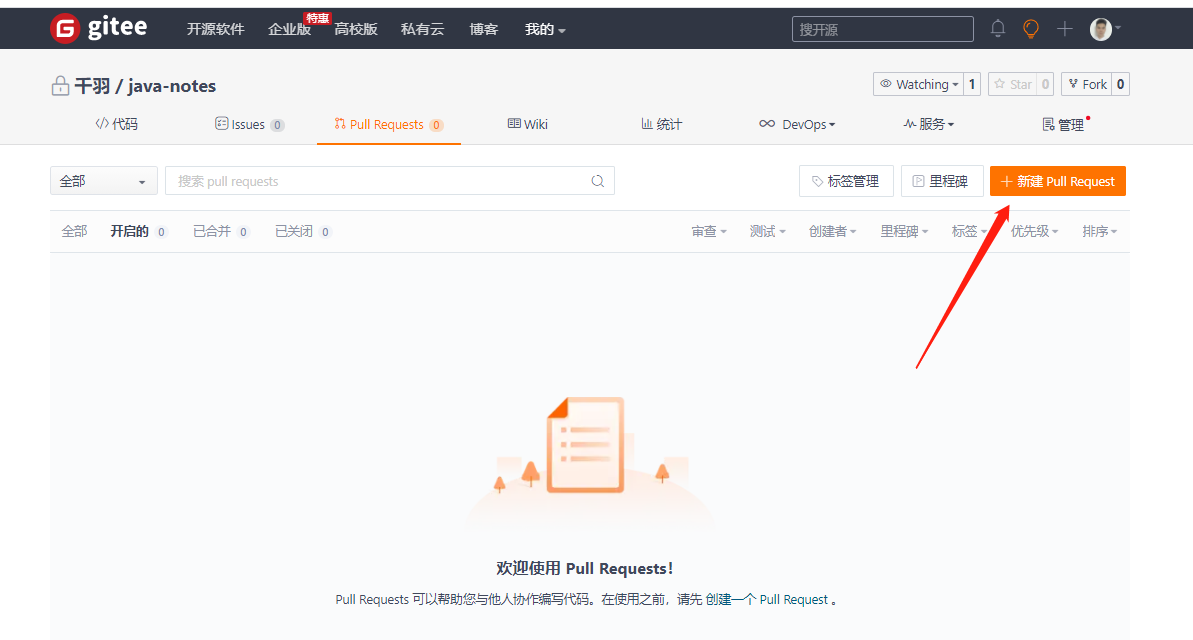 gitee 开源软件 企业版 特惠 高校版 私有云 博客 我的 搜开源
千羽 / java-notes Watching 1 Star 0 Fork 0
代码 Issues 0 Pull Requests 0 Wiki 统计 DevOps 服务 管理
全部 搜索 pull requests 标签管理 里程碑 + 新建 Pull Request
全部 开启的 0 已合并 0 已关闭 0 审查 测试 创建者 里程碑 标签 优先级 排序
欢迎使用 Pull Requests!
Pull Requests 可以帮助您与他人协作编写代码。在使用之前，请先 创建一个 Pull Request 。